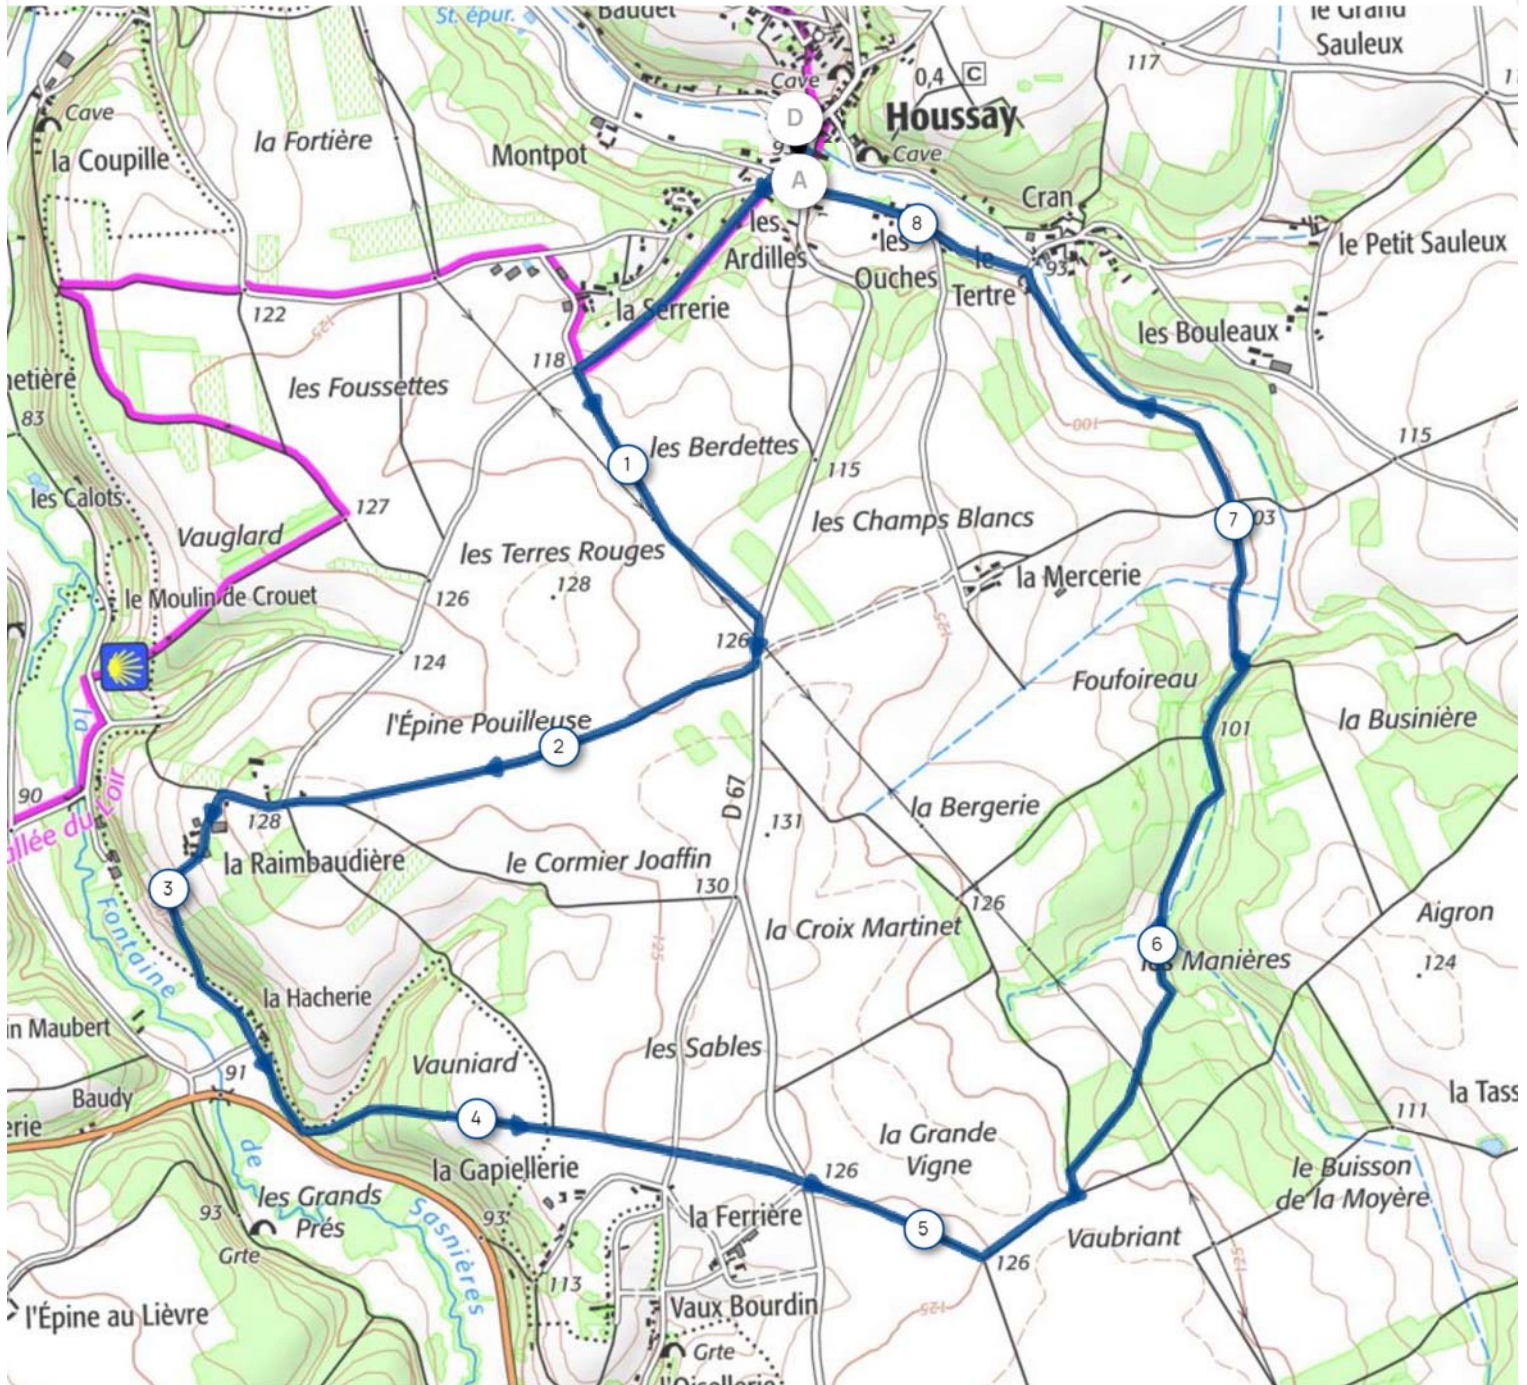 St. épur.
Baudet
le Grand
Sauleux
Cave
0,4 C
117
Cave
D
Houssay
la Fortière
la Coupille
Montpot
Cave
A
Cran
les
Ardilles
8
les
Ouches
le
Tertre
93
le Petit Sauleux
122
125
la Serrerie
les Bouleaux
118
les Foussettes
83
100
les Berdettes
1
115
115
les Calots
127
Vauglard
les Champs Blancs
7
les Terres Rouges
128
la Mercerie
le Moulin de Crouet
126
125
126
124
Foufoireau
l'Épine Pouilleuse
101
la Businière
la
2
90
128
D 67
131
la Bergerie
la Raimbaudière
le Cormier Joaffin
3
130
126
la Croix Martinet
Aigron
Fontaine
125
6
Manières
124
la Hacherie
Vauniard
les Sables
91
Baudy
111
4
la Grande
Vigne
de
la Gapiellerie
126
le Buisson
de la Moyère
les Grands
Prés
93
93
Sasnières
la Ferrière
5
Vaubriant
Grte
126
125
113
l'Épine au Lièvre
Vaux Bourdin
125
Grte